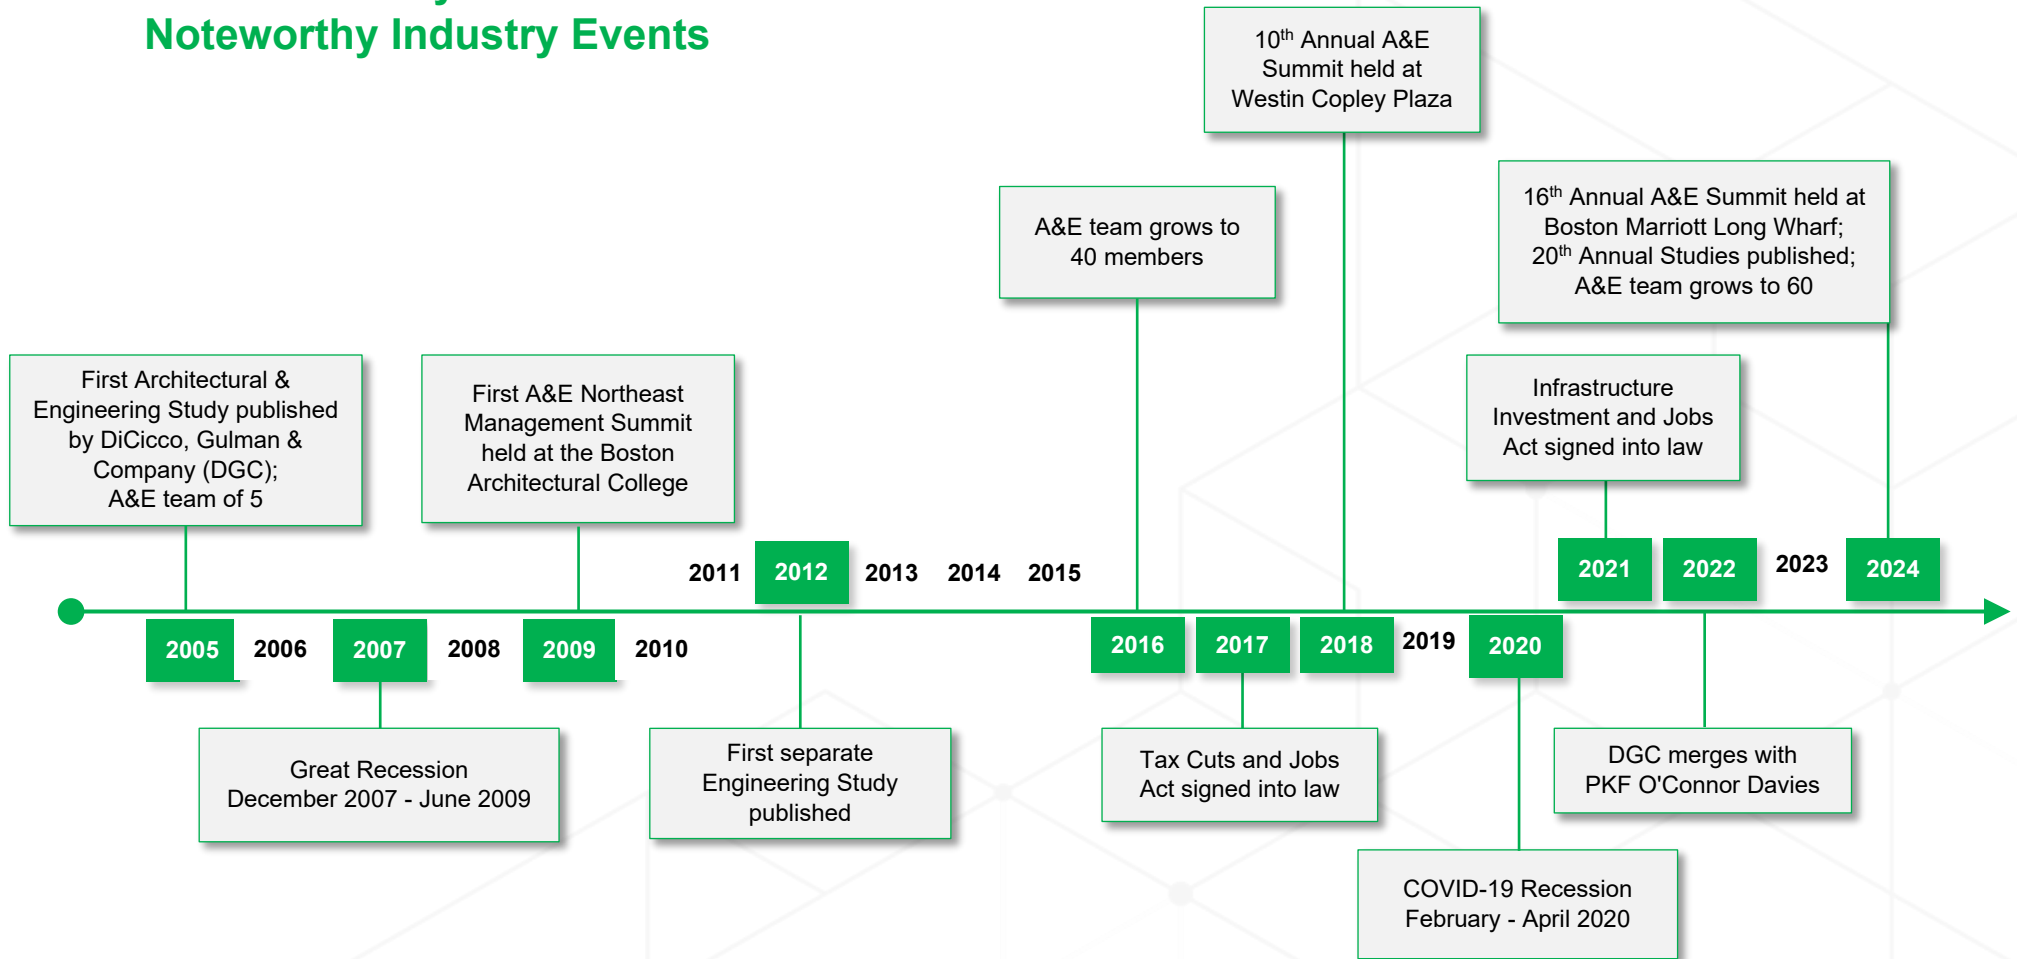 Noteworthy Industry Events
10th Annual A&E
Summit held at
Westin Copley Plaza
16th Annual A&E Summit held at
Boston Marriott Long Wharf;
20th Annual Studies published;
A&E team grows to 60
A&E team grows to
40 members
First Architectural &
Engineering Study published
by DiCicco, Gulman &
Company (DGC);
A&E team of 5
First A&E Northeast
Management Summit
held at the Boston
Architectural College
Infrastructure
Investment and Jobs
Act signed into law
2011 2012 2013 2014 2015
2021 2022 2023 2024
2005 2006 2007 2008 2009 2010
2016 2017 2018 2019 2020
Great Recession
December 2007 - June 2009
First separate
Engineering Study
published
Tax Cuts and Jobs
Act signed into law
DGC merges with
PKF O'Connor Davies
COVID-19 Recession
February - April 2020